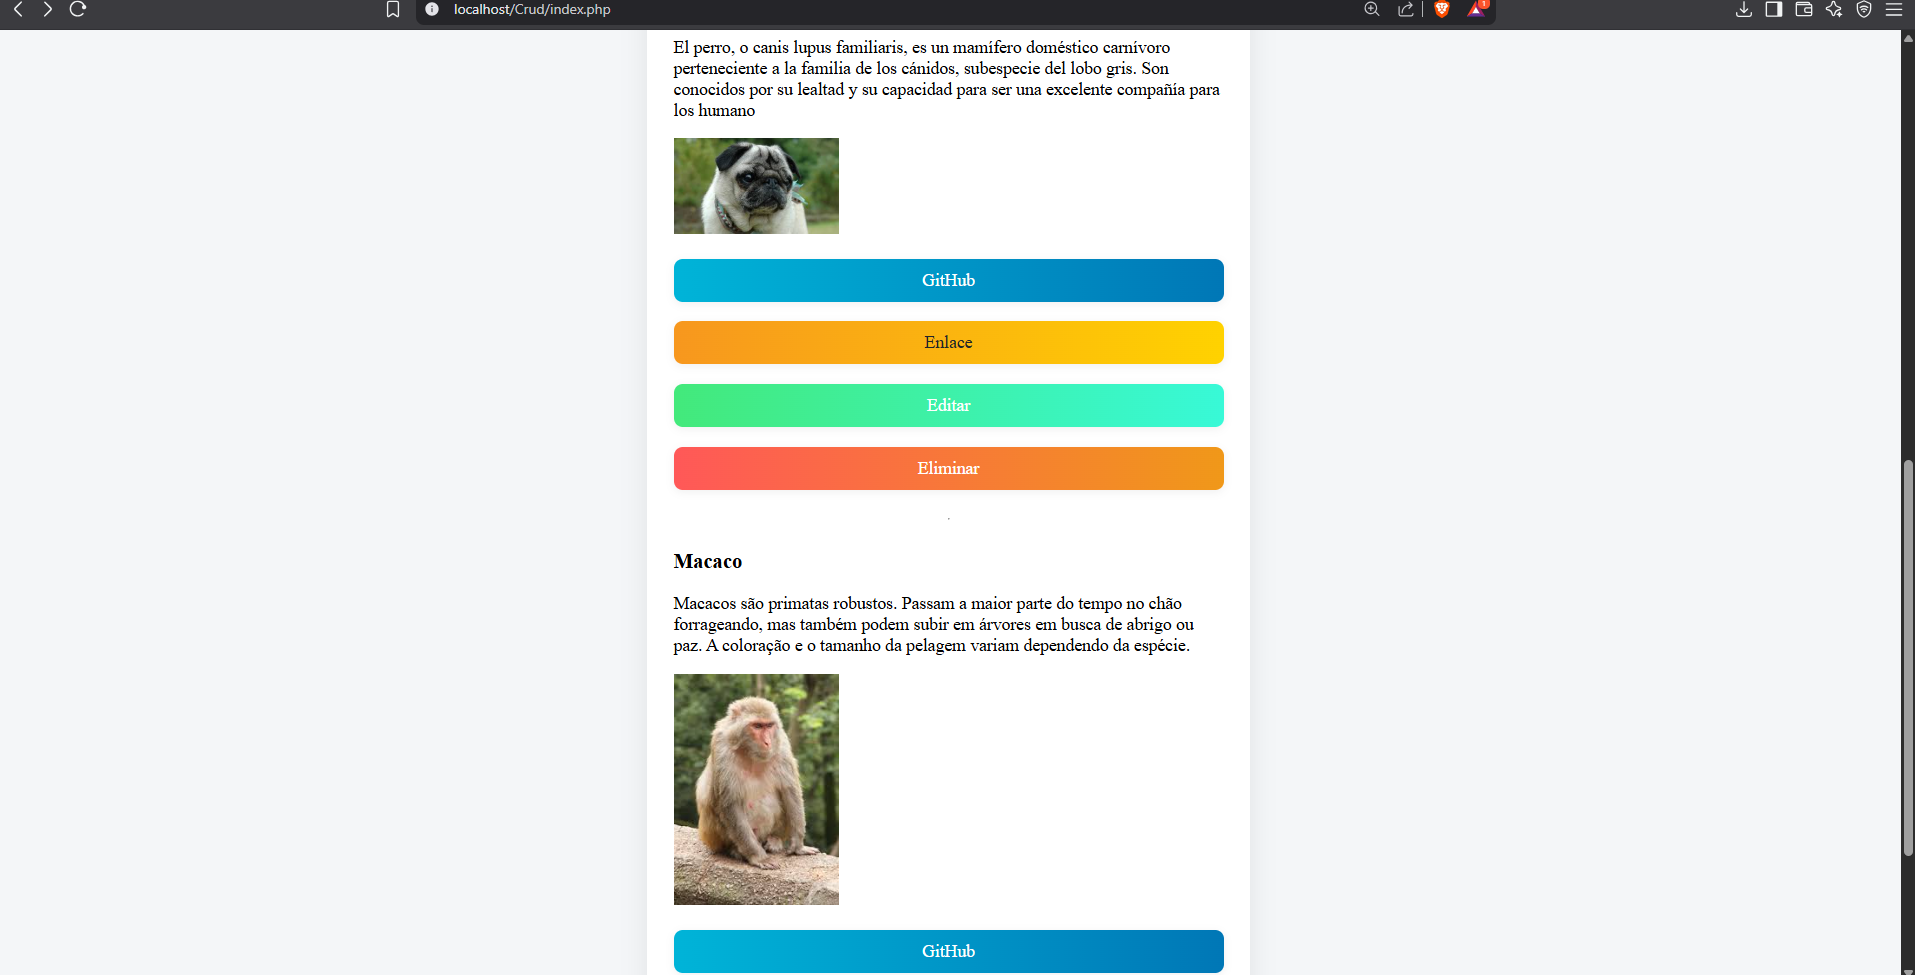 localhost/Crud/index.php
1
El perro, o canis lupus familiaris, es un mamífero doméstico carnívoro
perteneciente a la familia de los cánidos, subespecie del lobo gris. Son
conocidos por su lealtad y su capacidad para ser una excelente compañía para
los humano
GitHub
Enlace
Editar
Eliminar
Macaco
Macacos são primatas robustos. Passam a maior parte do tempo no chão
forrageando, mas também podem subir em árvores em busca de abrigo ou
paz. A coloração e o tamanho da pelagem variam dependendo da espécie.
GitHub